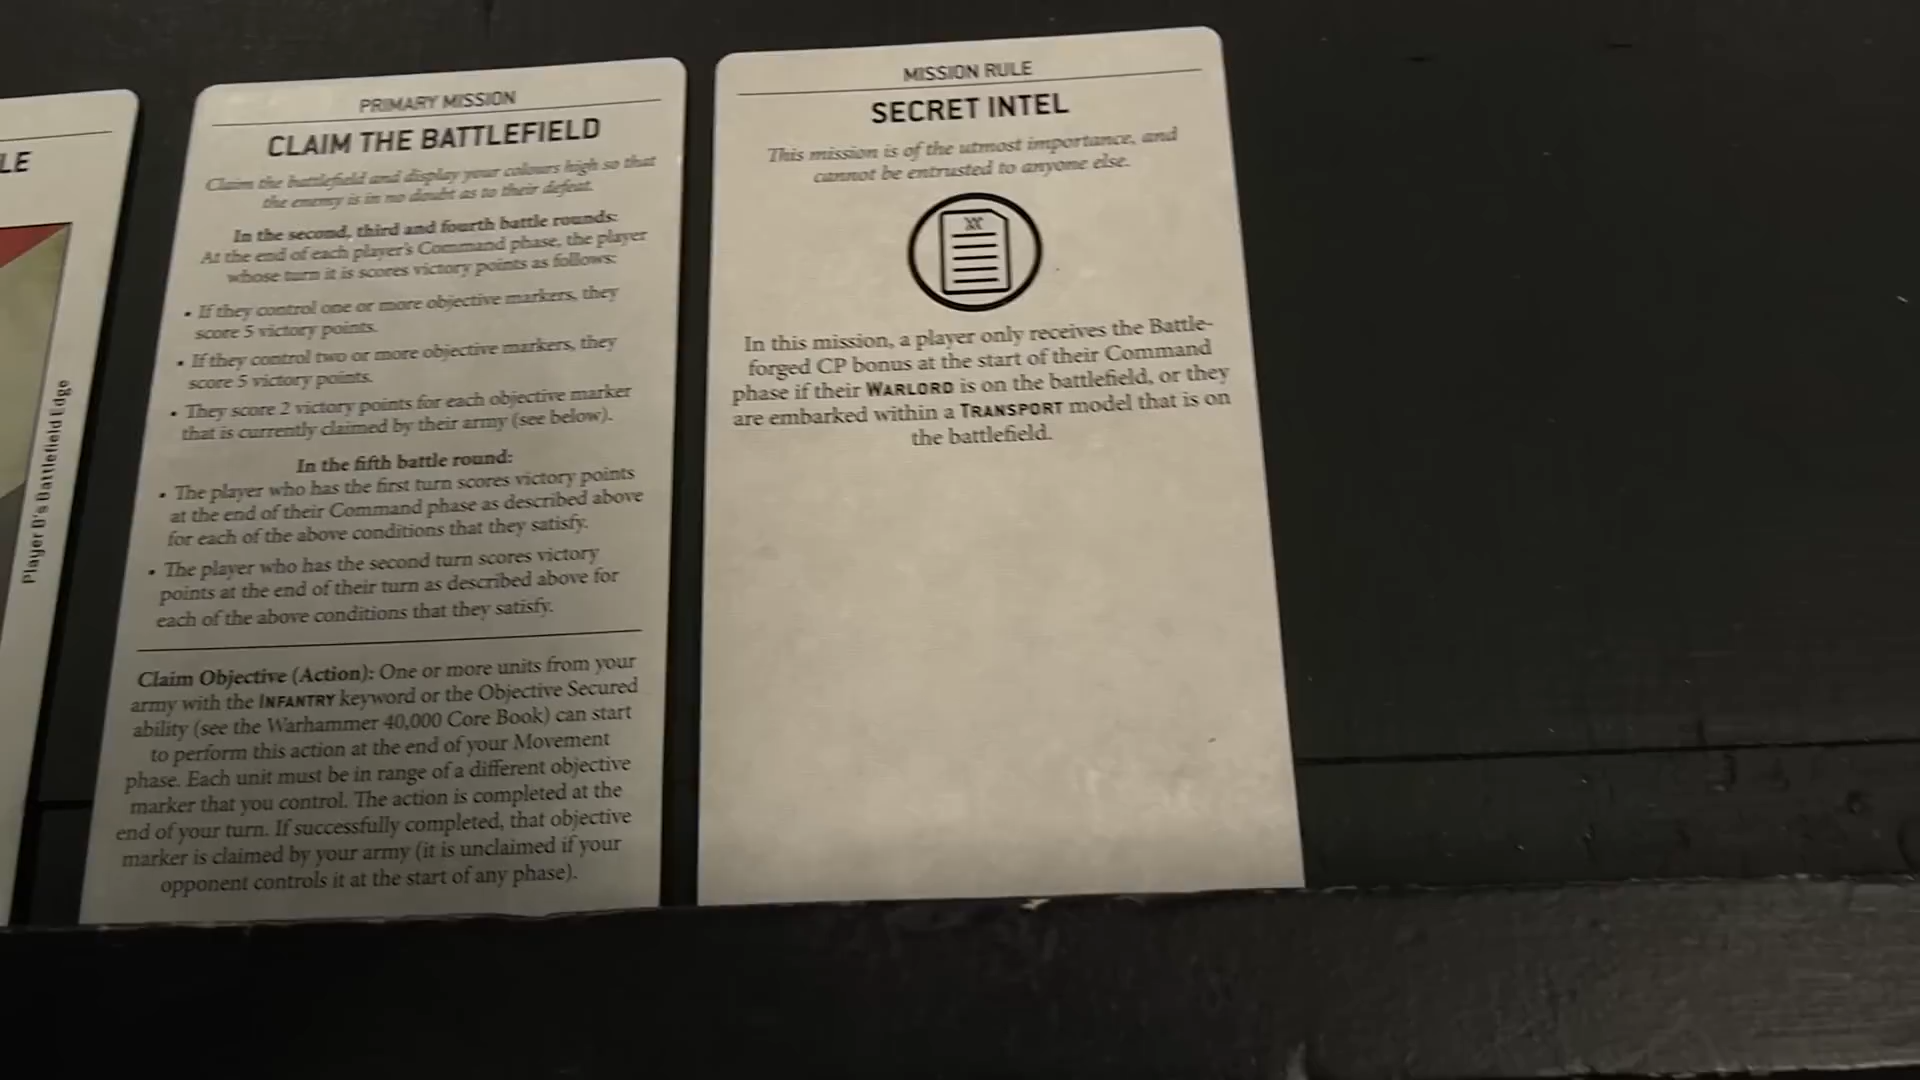 LE
Player B's Battlefield Edge
PRIMARY MISSION
CLAIM THE BATTLEFIELD
Claim the battlefield and display your colours high so that
the enemy is in no doubt as to their defeat.
In the second, third and fourth battle rounds:
At the end of each player's Command phase, the player
whose turn it is scores victory points as follows:
• If they control one or more objective markers, they
score 5 victory points.
• If they control two or more objective markers, they
score 5 victory points.
• They score 2 victory points for each objective marker
that is currently claimed by their army (see below).
In the fifth battle round:
• The player who has the first turn scores victory points
at the end of their Command phase as described above
for each of the above conditions that they satisfy.
• The player who has the second turn scores victory
points at the end of their turn as described above for
each of the above conditions that they satisfy.
Claim Objective (Action): One or more units from your
army with the INFANTRY keyword or the Objective Secured
ability (see the Warhammer 40,000 Core Book) can start
to perform this action at the end of your Movement
phase. Each unit must be in range of a different objective
marker that you control. The action is completed at the
end of your turn. If successfully completed, that objective
marker is claimed by your army (it is unclaimed if your
opponent controls it at the start of any phase).
MISSION RULE
SECRET INTEL
This mission is of the utmost importance, and
cannot be entrusted to anyone else.
In this mission, a player only receives the Battle-
forged CP bonus at the start of their Command
phase if their WARLORD is on the battlefield, or they
are embarked within a TRANSPORT model that is on
the battlefield.